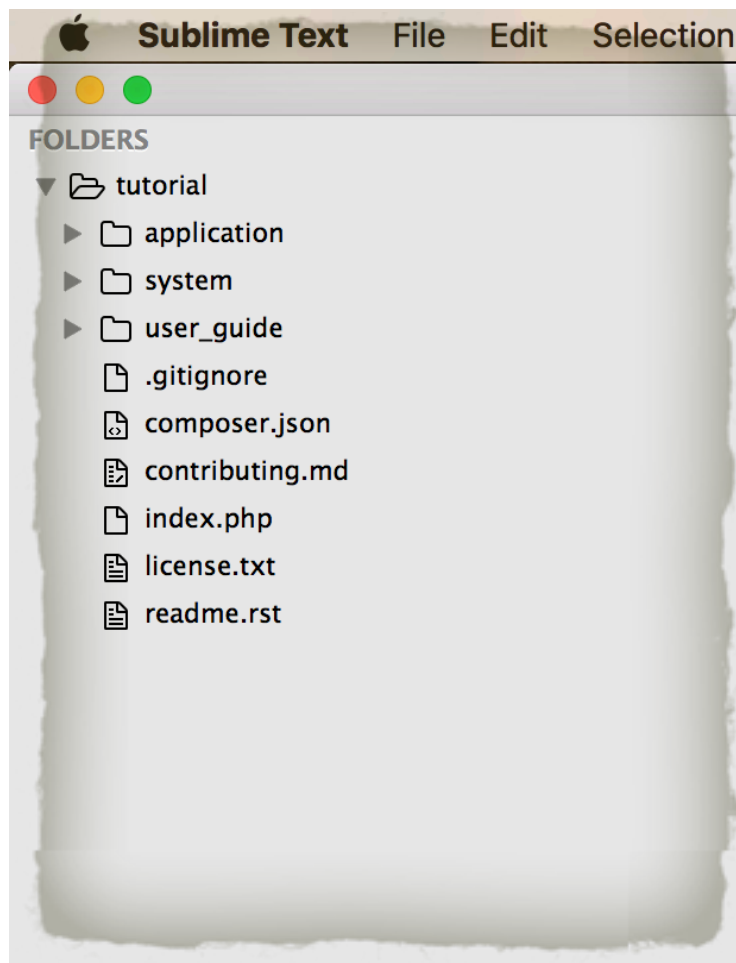 Sublime Text File Edit Selection
FOLDERS
tutorial
application
system
user_guide
.gitignore
composer.json
contributing.md
index.php
license.txt
readme.rst